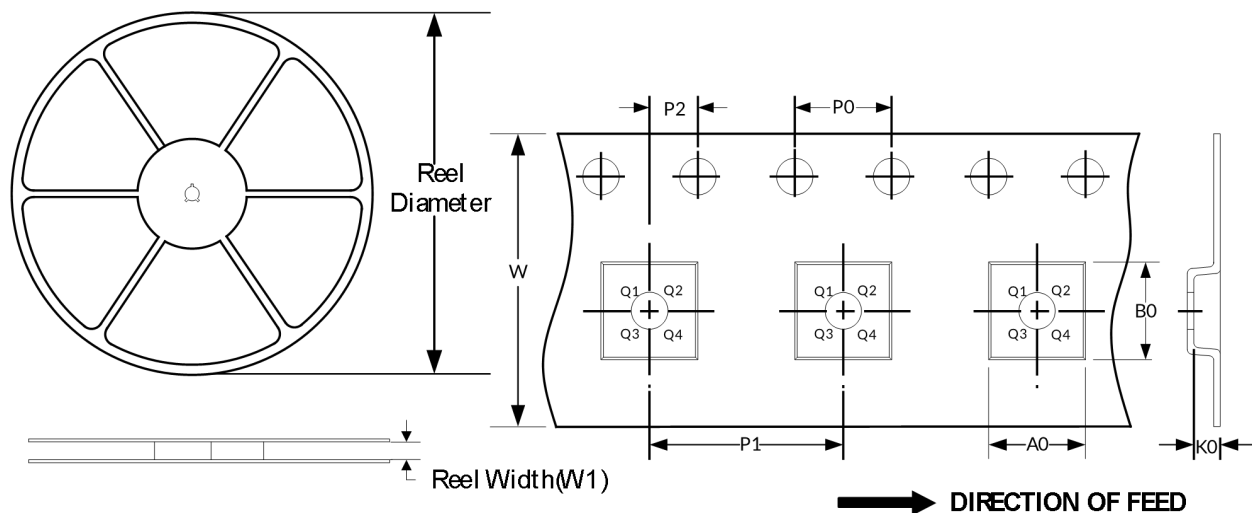 Reel
Diameter
Reel Width(W1)
P2
P0
W
Q1 Q2
Q3 Q4
Q1 Q2
Q3 Q4
Q1 Q2
Q3 Q4
B0
P1
A0
K0
DIRECTION OF FEED